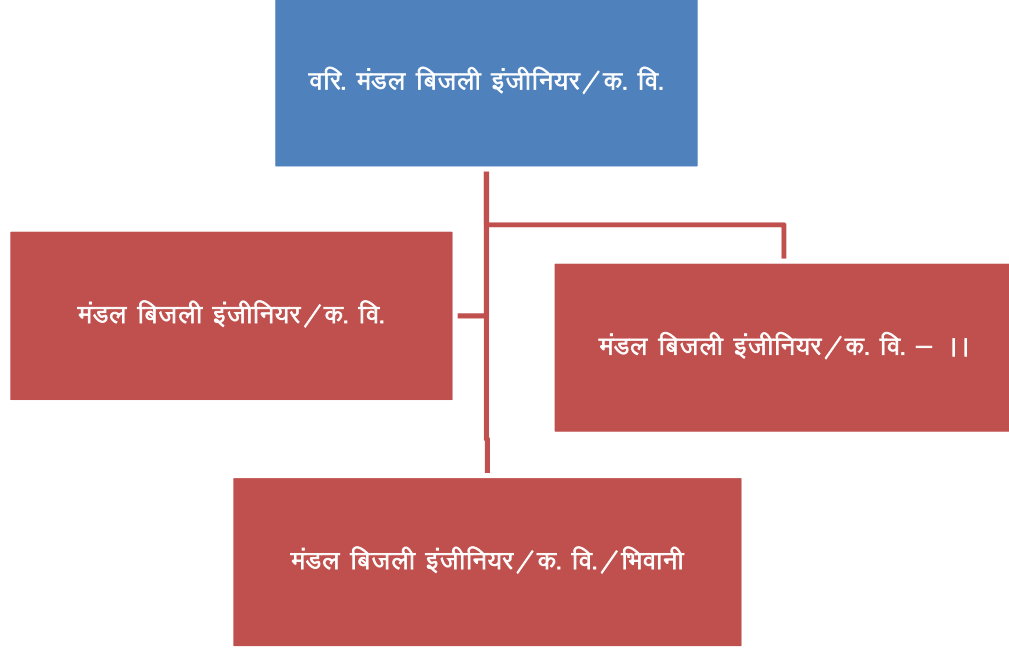 वरि. मंडल बिजली इंजीनियर/क. वि.
मंडल बिजली इंजीनियर/क. वि.
मंडल बिजली इंजीनियर/क. वि. – ।।
मंडल बिजली इंजीनियर/क. वि./भिवानी